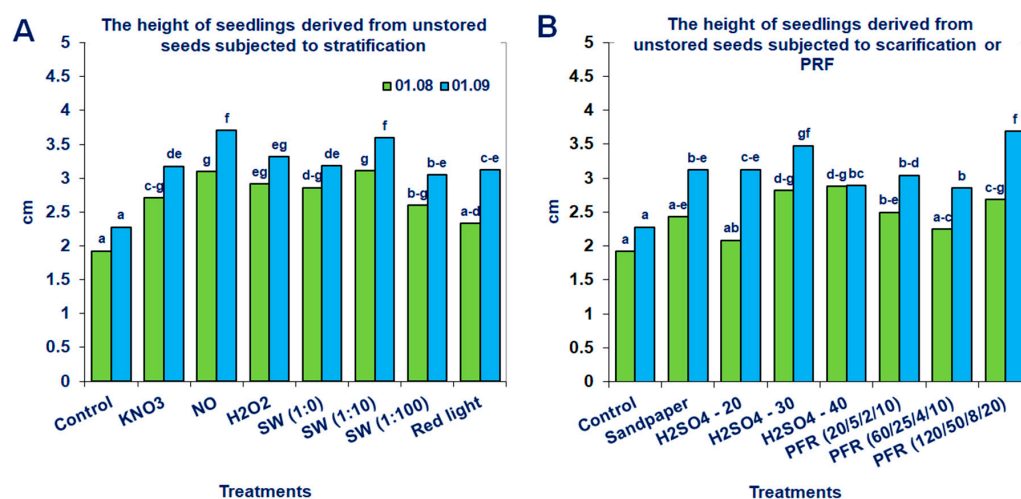 A
The height of seedlings derived from unstored
seeds subjected to stratification
5
4.5
4
3.5
3
2.5
2
1.5
1
0.5
0
cm
01.08 01.09
a a
c-g de
g f
eg eg
d-g de
g f
b-g b-e
a-d c-e
Control
KNO3
NO
H2O2
SW (1:0)
SW (1:10)
SW (1:100)
Red light
Treatments
B
The height of seedlings derived from
unstored seeds subjected to scarification or
PRF
5
4.5
4
3.5
3
2.5
2
1.5
1
0.5
0
cm
a a
a-e b-e
ab c-e
d-g gf
d-g bc
b-e b-d
a-c b
c-g f
Control
Sandpaper
H2SO4 - 20
H2SO4 - 30
H2SO4 - 40
PFR (20/5/2/10)
PFR (60/25/4/10)
PFR (120/50/8/20)
Treatments